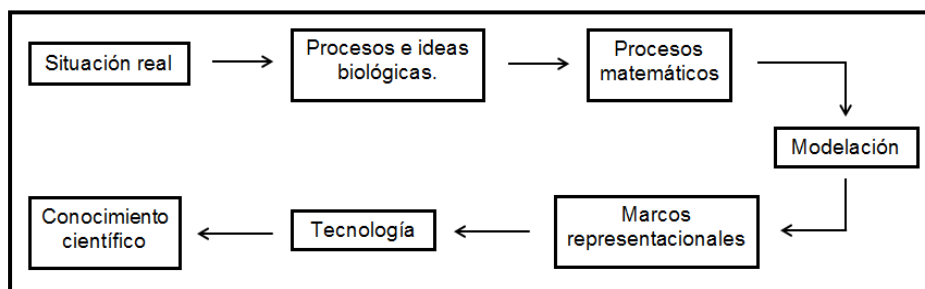 Situación real
Procesos e ideas
biológicas.
Procesos
matemáticos
Modelación
Marcos
representacionales
Tecnología
Conocimiento
científico